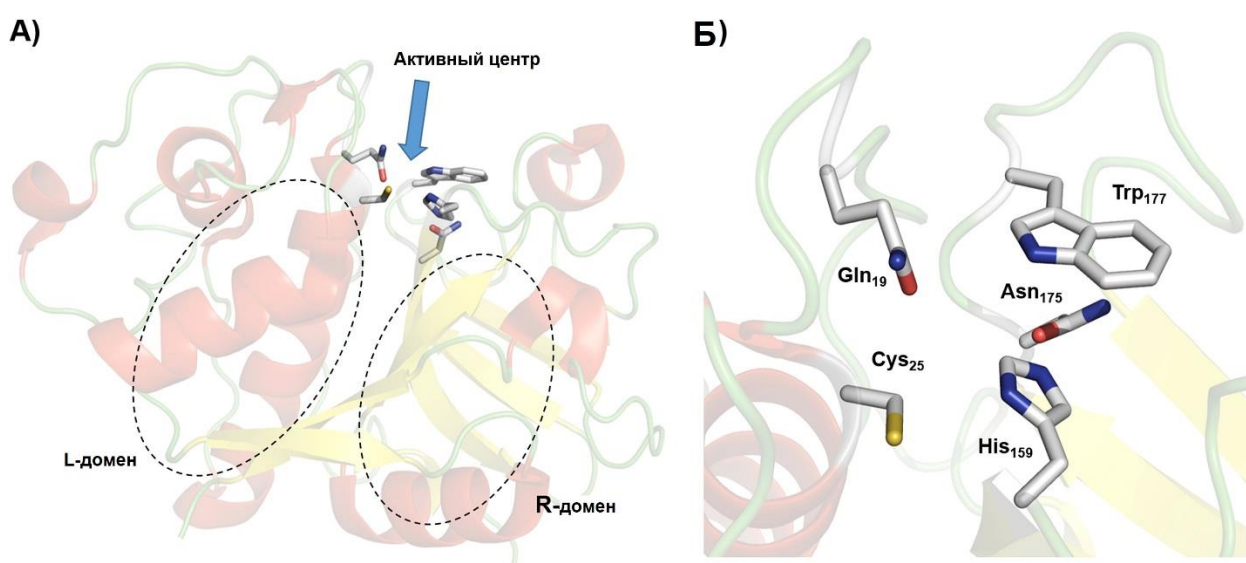 А)
Активный центр
L-домен
R-домен
Б)
Trp177
Gln19
Asn175
Cys25
His159